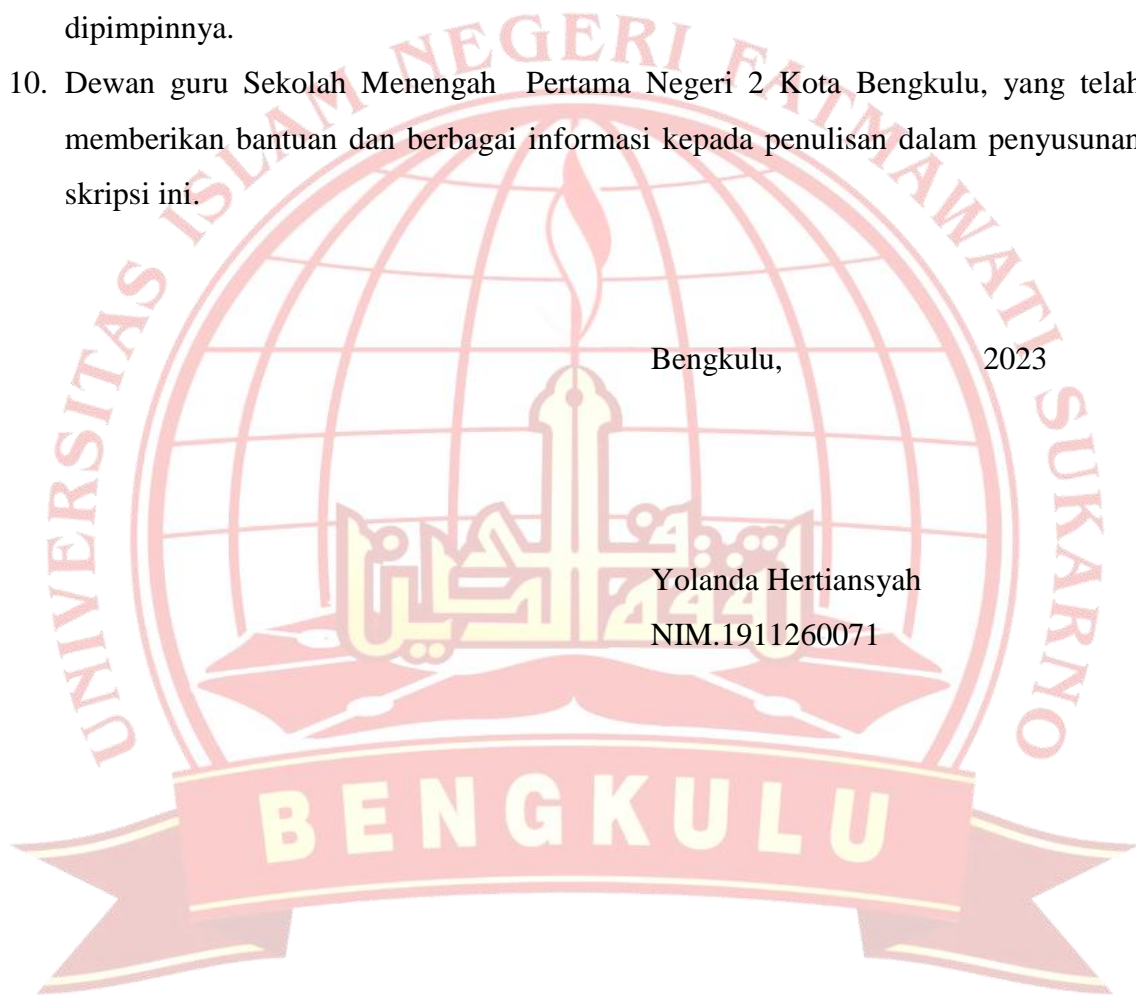 dipimpinnya.
10. Dewan guru Sekolah Menengah Pertama Negeri 2 Kota Bengkulu, yang telah
memberikan bantuan dan berbagai informasi kepada penulisan dalam penyusunan
skripsi ini.
Bengkulu, 2023
Yolanda Hertiansyah
NIM.1911260071
UNIVERSITAS ISLAM NEGERI FATMAWATI SUKARNO
BENGKULU